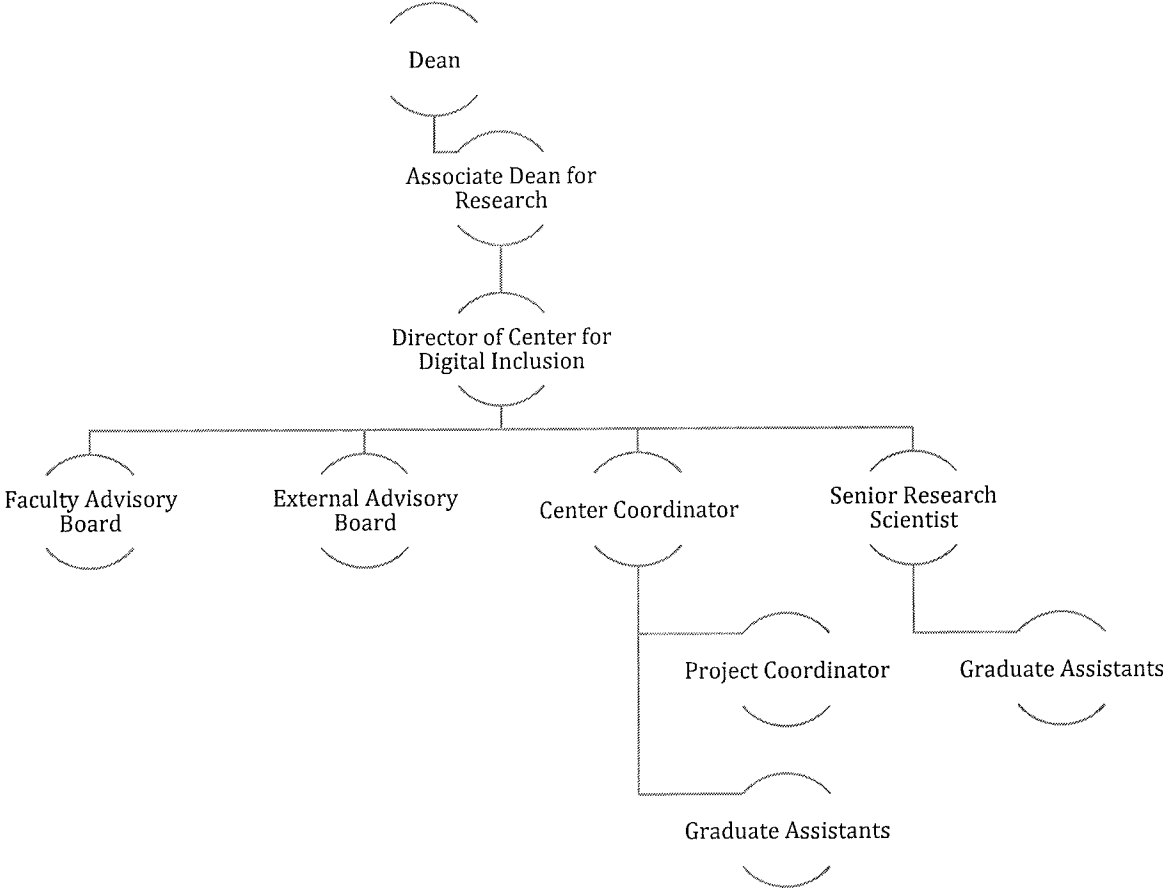 Dean
Associate Dean for
Research
Director of Center for
Digital Inclusion
Faculty Advisory
Board
External Advisory
Board
Center Coordinator
Senior Research
Scientist
Project Coordinator
Graduate Assistants
Graduate Assistants